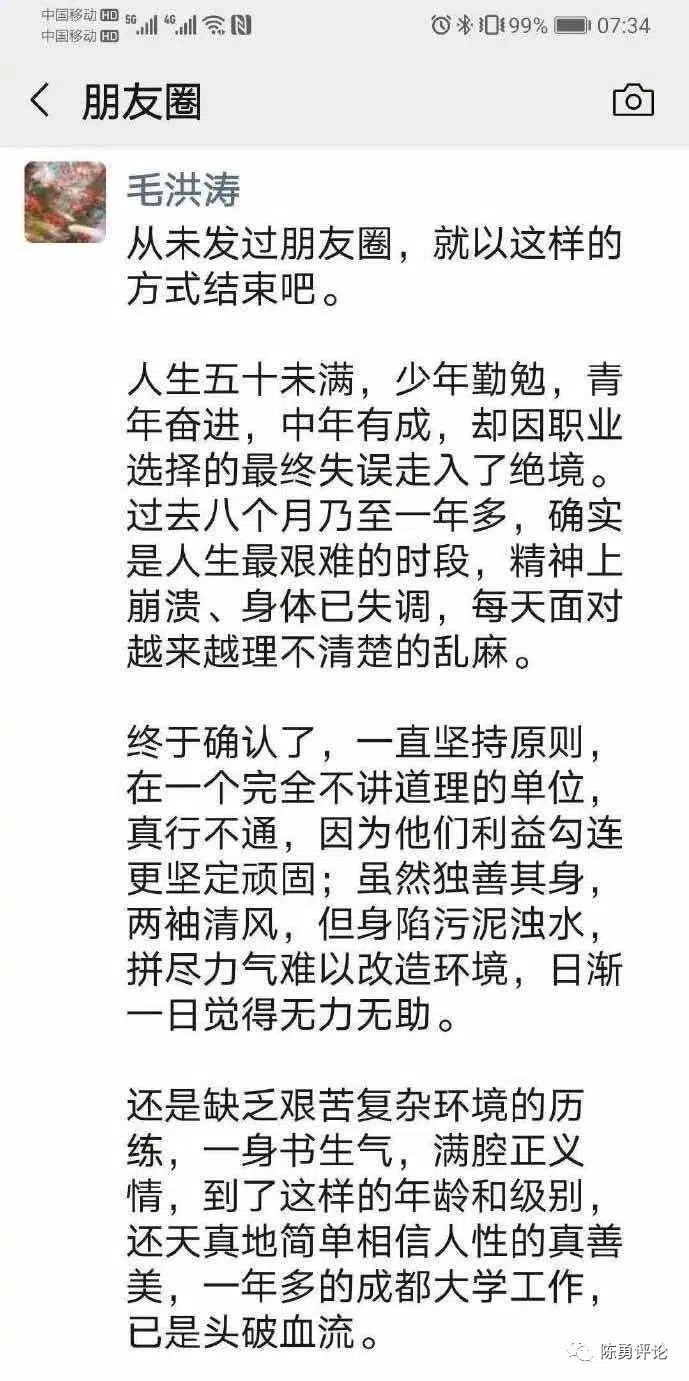 中国移动 HD 5G 4G 99% 07:34
中国移动 HD
朋友圈
毛洪涛
从未发过朋友圈，就以这样的
方式结束吧。
人生五十未满，少年勤勉，青
年奋进，中年有成，却因职业
选择的最终失误走入了绝境。
过去八个月乃至一年多，确实
是人生最艰难的时段，精神上
崩溃、身体已失调，每天面对
越来越理不清楚的乱麻。
终于确认了，一直坚持原则，
在一个完全不讲道理的单位，
真行不通，因为他们利益勾连
更坚定顽固；虽然独善其身，
两袖清风，但身陷污泥浊水，
拼尽力气难以改造环境，日渐
一日觉得无力无助。
还是缺乏艰苦复杂环境的历
练，一身书生气，满腔正义
情，到了这样的年龄和级别，
还天真地简单相信人性的真善
美，一年多的成都大学工作，
已是头破血流。
陈勇评论